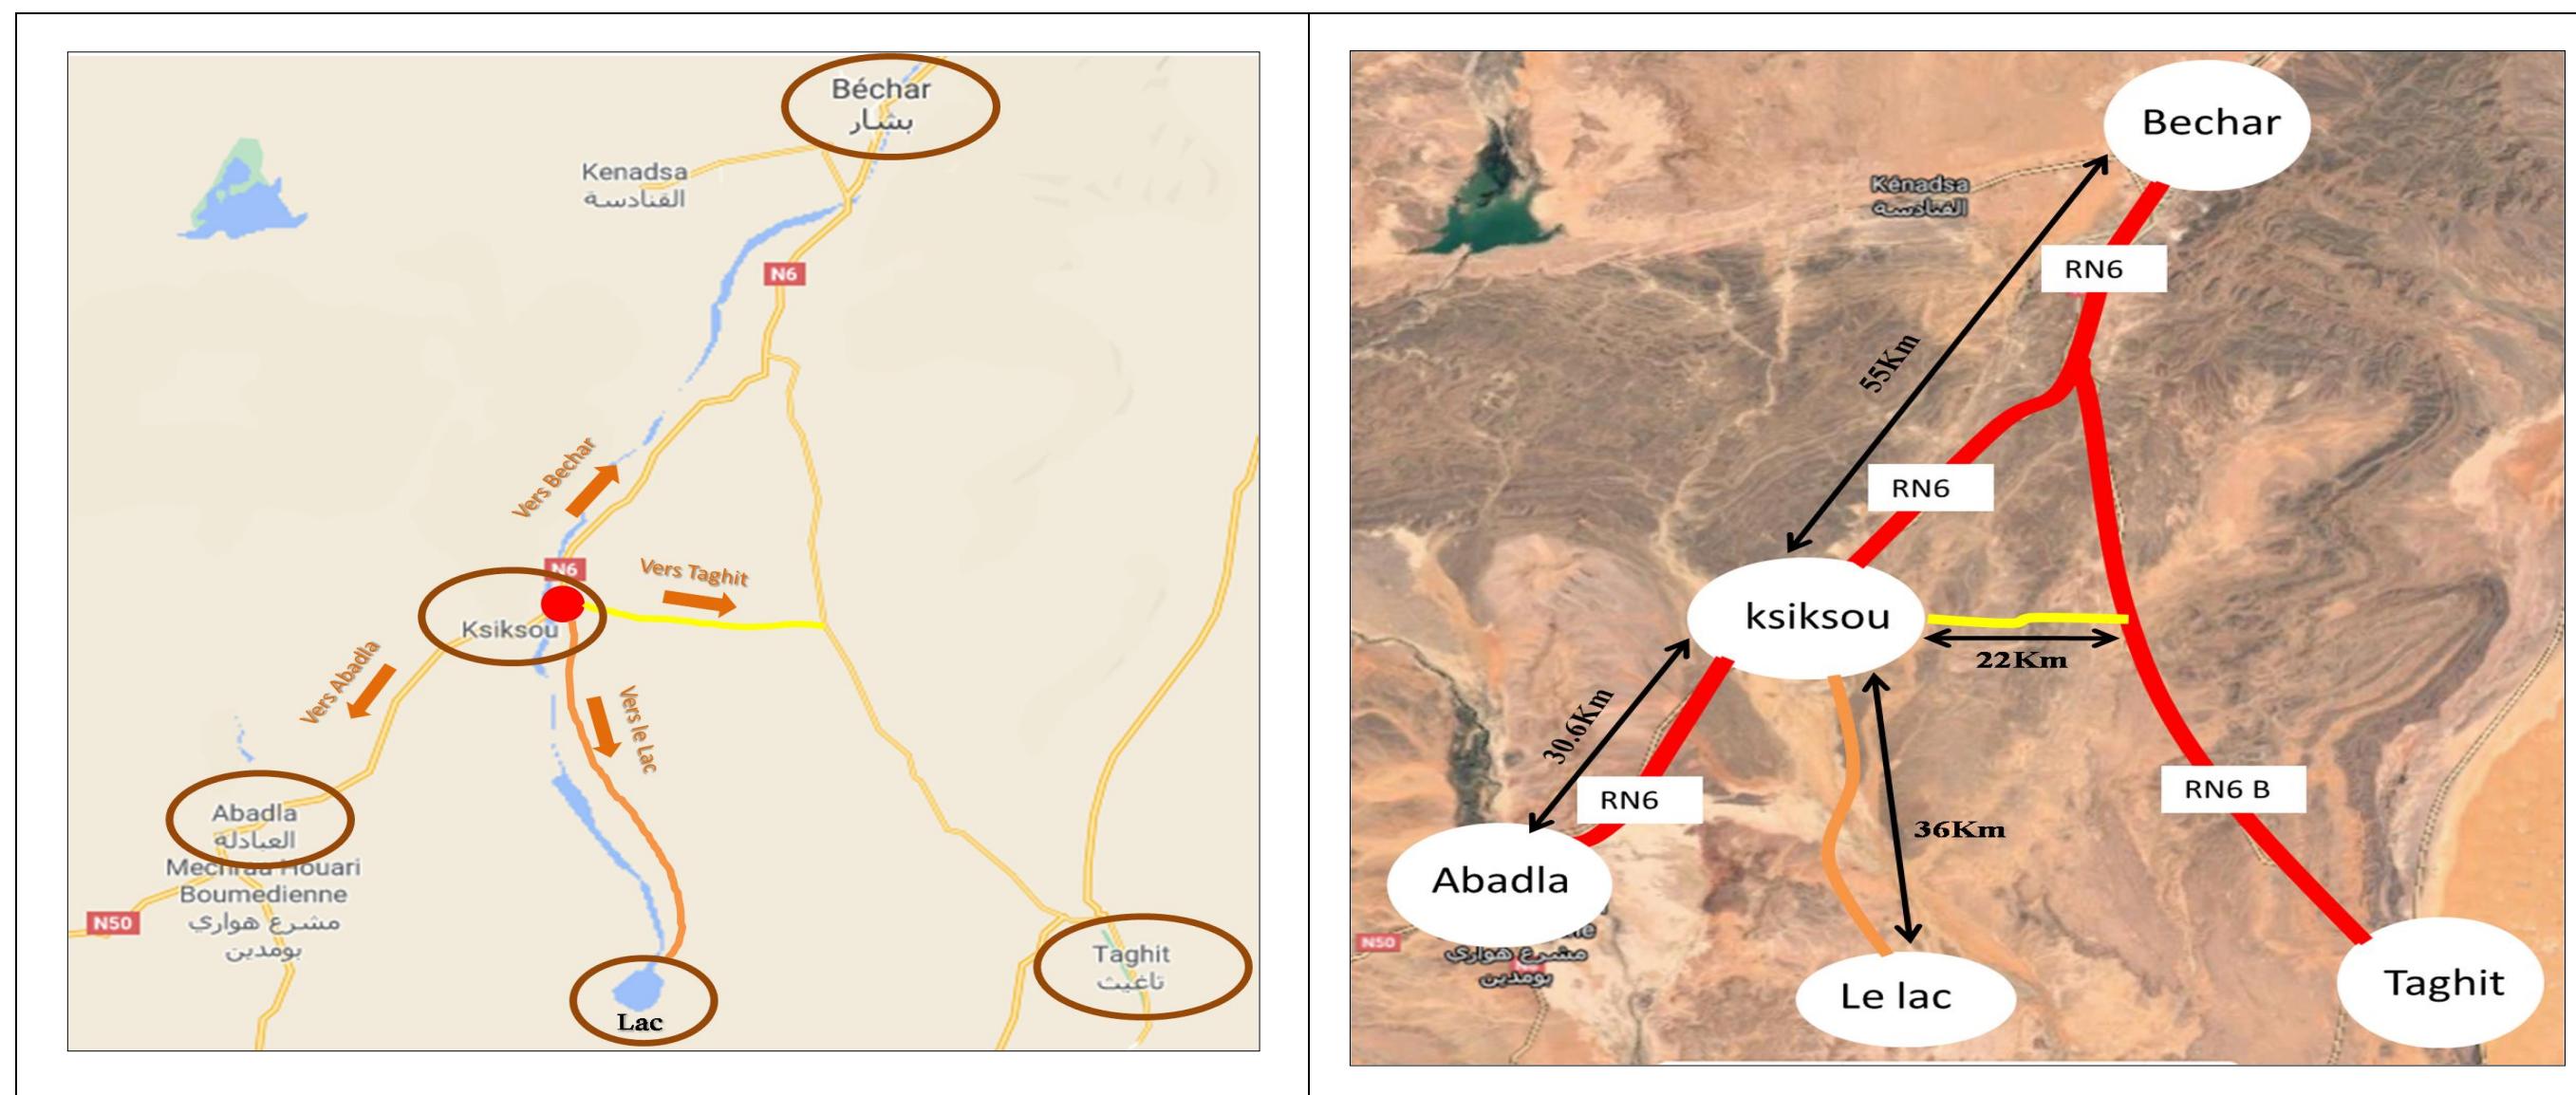 Béchar
بشار
Kenadsa
القنادسة
N6
Vers Bechar
N6
Vers Taghit
Ksiksou
Vers Abadla
Vers le Lac
Abadla
العبادلة
Mechraa Houari
Boumedienne
مشرع هواري
بومدين
N50
Taghit
تاغيت
Lac
Bechar
Kénadsa
القنادسة
RN6
55Km
RN6
ksiksou
22Km
30.6Km
RN6
RN6 B
36Km
Abadla
N50
مشرع هواري
بومدين
Le lac
Taghit